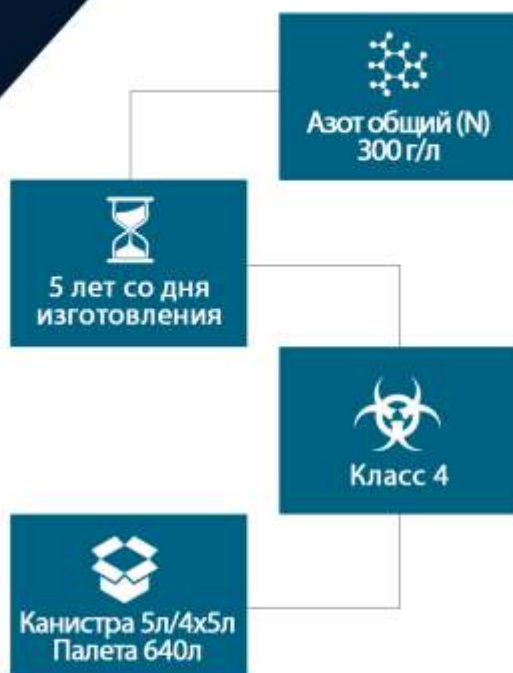 Азот общий (N)
300 г/л
5 лет со дня
изготовления
Класс 4
Канистра 5л/4х5л
Палета 640л